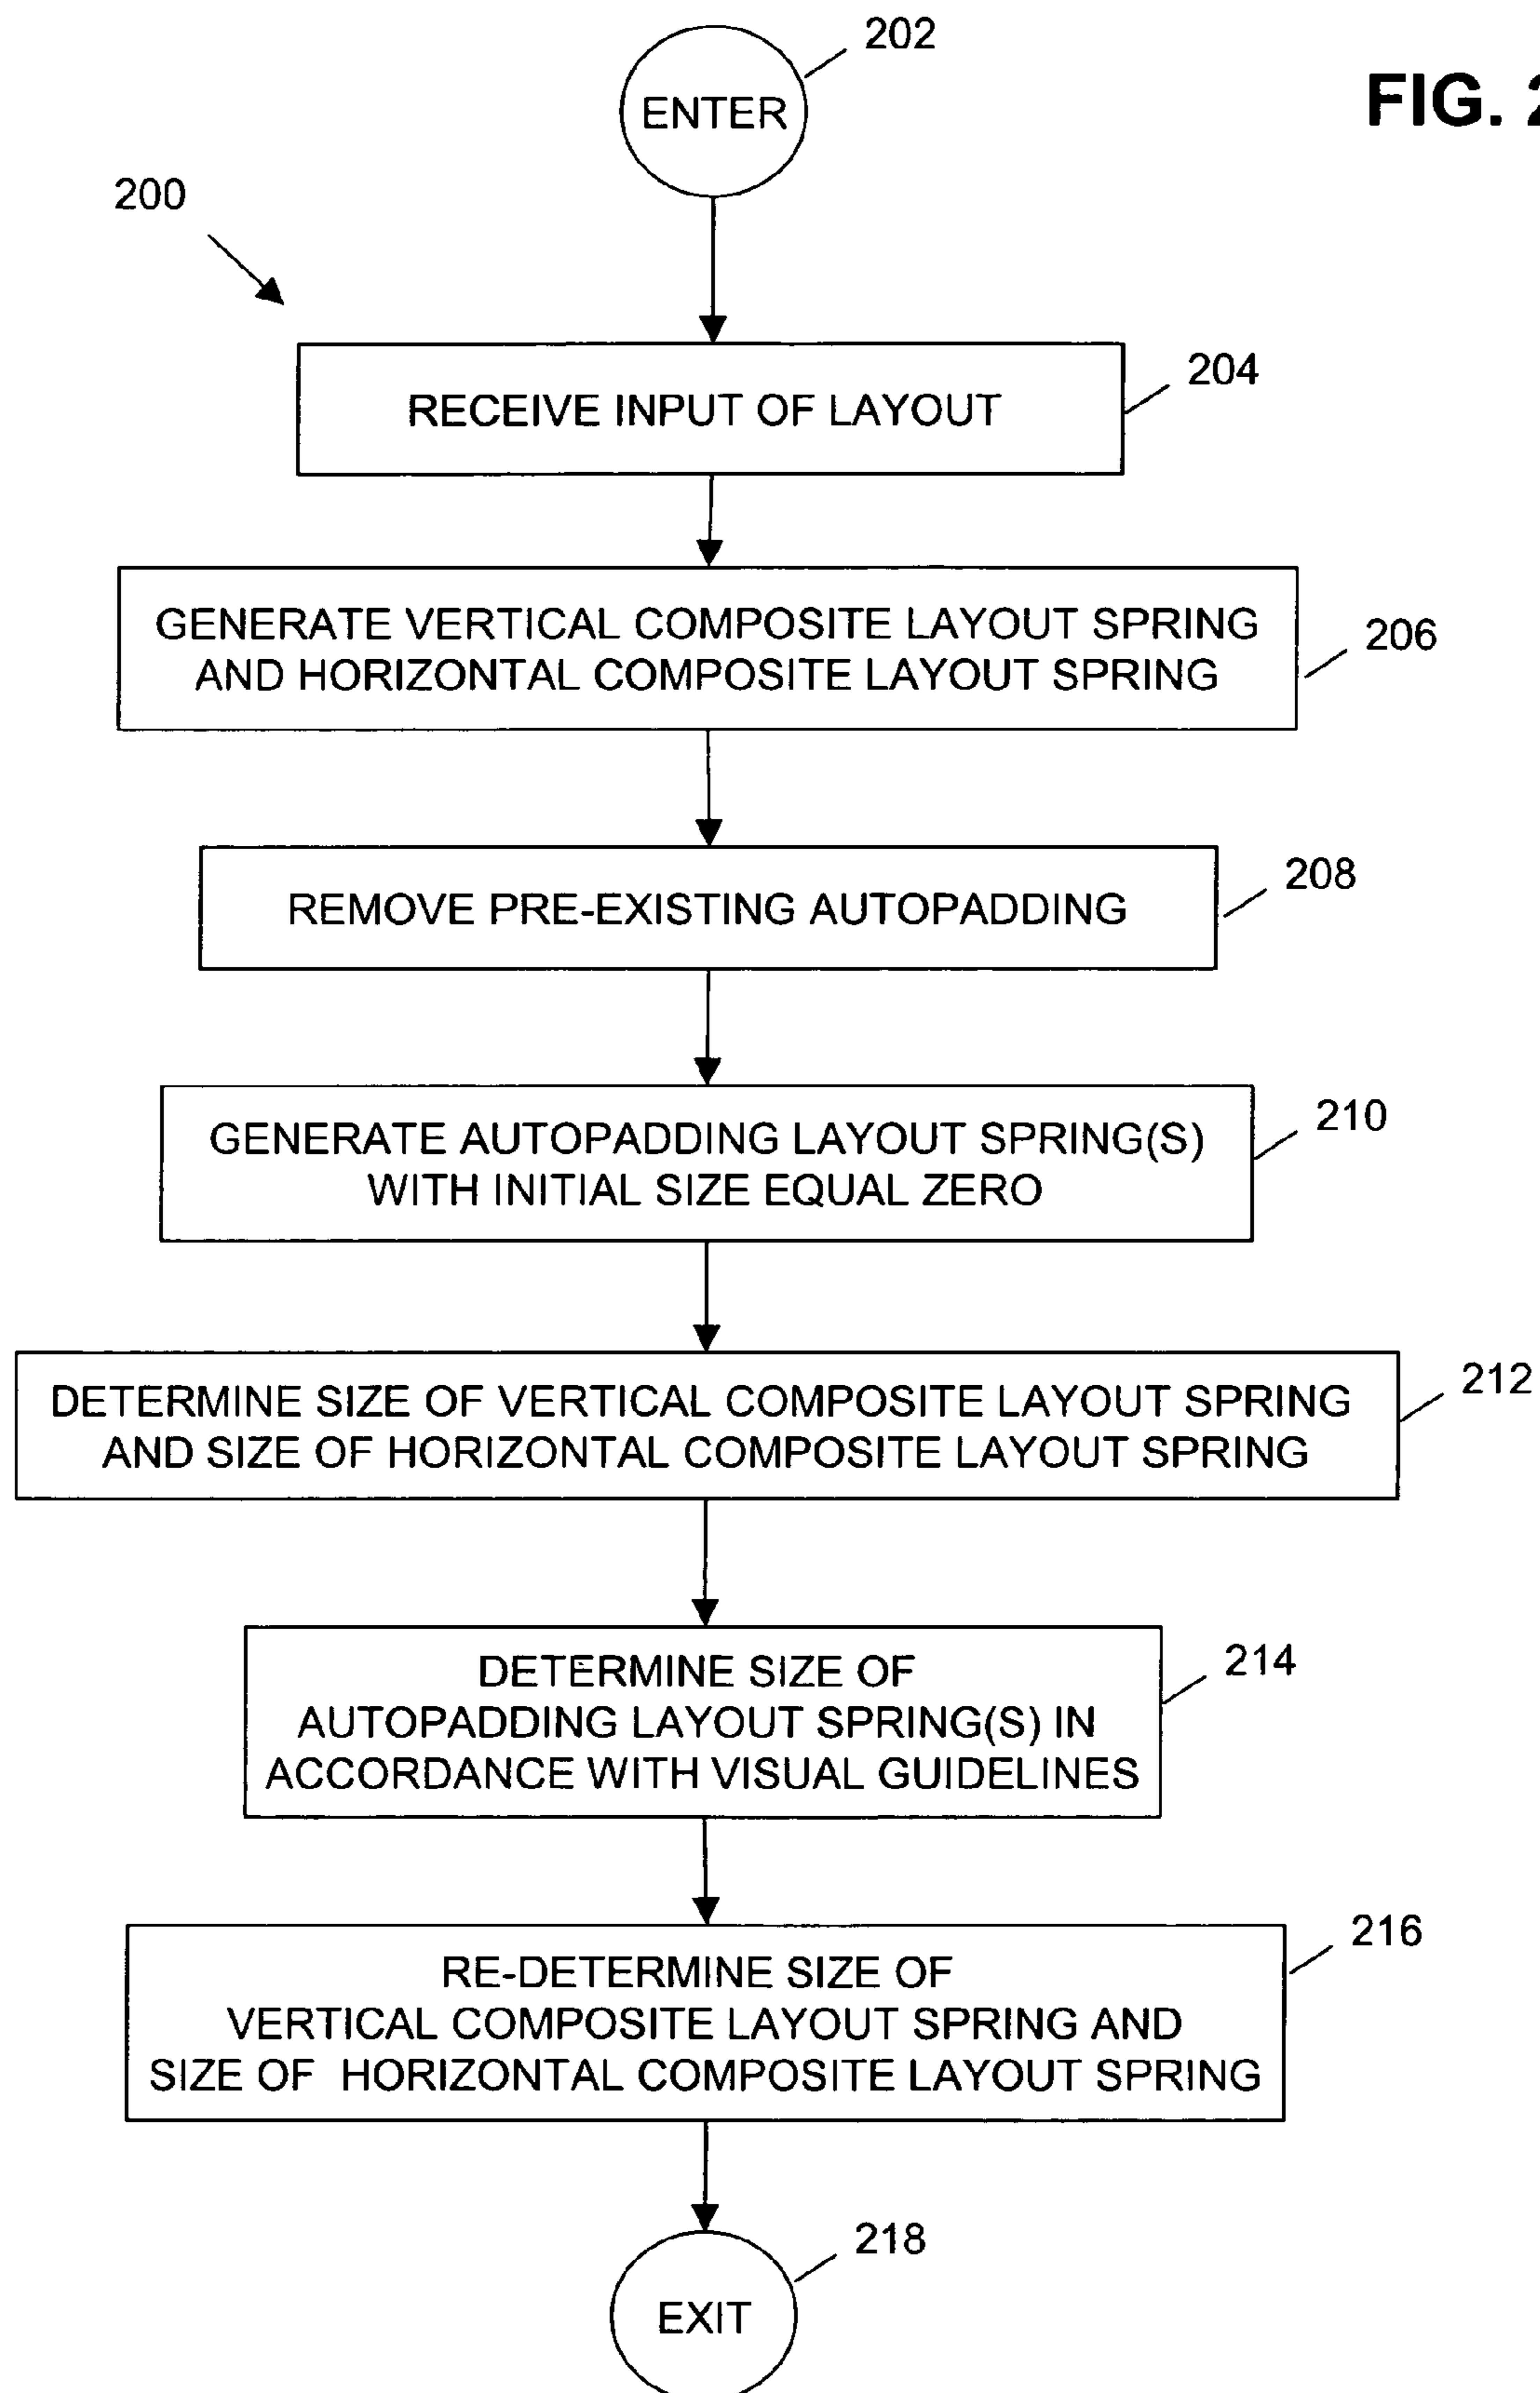 202
FIG. 2
ENTER
200
204
RECEIVE INPUT OF LAYOUT
206
GENERATE VERTICAL COMPOSITE LAYOUT SPRING
AND HORIZONTAL COMPOSITE LAYOUT SPRING
208
REMOVE PRE-EXISTING AUTOPADDING
210
GENERATE AUTOPADDING LAYOUT SPRING(S)
WITH INITIAL SIZE EQUAL ZERO
212
DETERMINE SIZE OF VERTICAL COMPOSITE LAYOUT SPRING
AND SIZE OF HORIZONTAL COMPOSITE LAYOUT SPRING
214
DETERMINE SIZE OF
AUTOPADDING LAYOUT SPRING(S) IN
ACCORDANCE WITH VISUAL GUIDELINES
216
RE-DETERMINE SIZE OF
VERTICAL COMPOSITE LAYOUT SPRING AND
SIZE OF HORIZONTAL COMPOSITE LAYOUT SPRING
218
EXIT